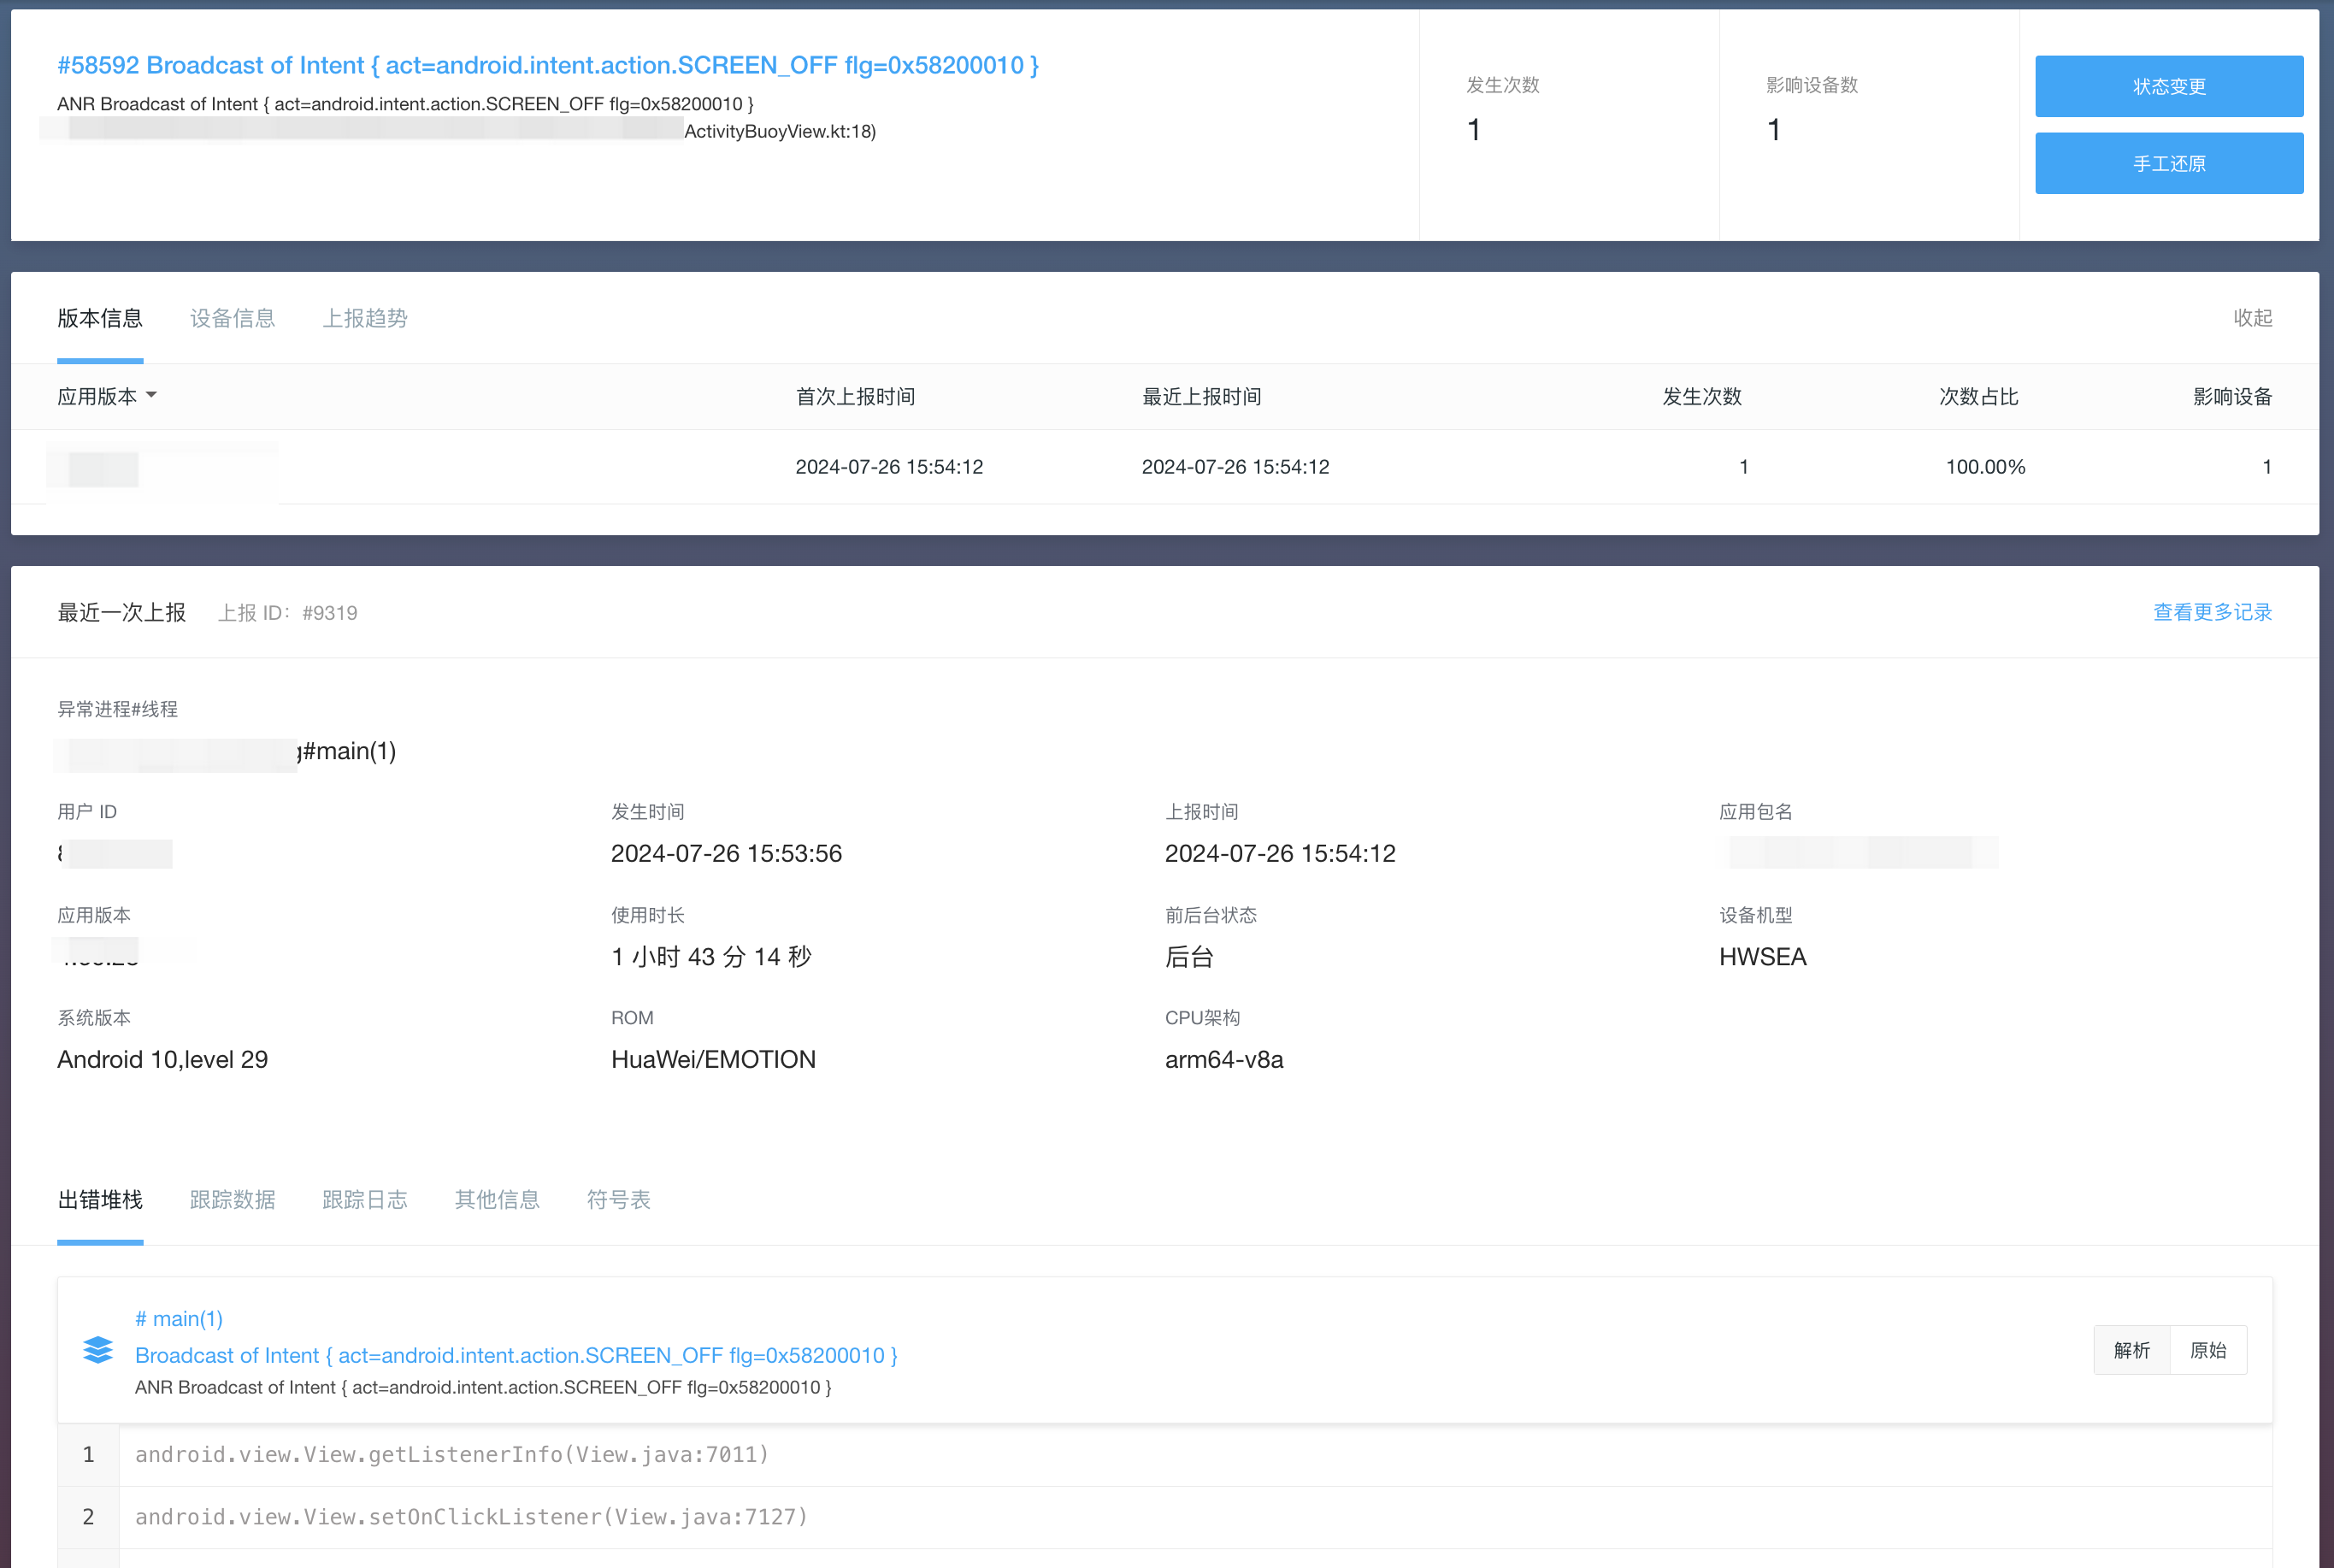 #58592 Broadcast of Intent { act=android.intent.action.SCREEN_OFF flg=0x58200010 }
ANR Broadcast of Intent { act=android.intent.action.SCREEN_OFF flg=0x58200010 }
ActivityBuoyView.kt:18)
发生次数
1
影响设备数
1
状态变更
手工还原
版本信息 设备信息 上报趋势 收起
应用版本 首次上报时间 最近上报时间 发生次数 次数占比 影响设备
2024-07-26 15:54:12 2024-07-26 15:54:12 1 100.00% 1
最近一次上报 上报 ID: #9319 查看更多记录
异常进程#线程
#main(1)
用户 ID 发生时间 上报时间 应用包名
2024-07-26 15:53:56 2024-07-26 15:54:12
应用版本 使用时长 前后台状态 设备机型
1 小时 43 分 14 秒 后台 HWSEA
系统版本 ROM CPU架构
Android 10,level 29 HuaWei/EMOTION arm64-v8a
出错堆栈 跟踪数据 跟踪日志 其他信息 符号表
# main(1)
Broadcast of Intent { act=android.intent.action.SCREEN_OFF flg=0x58200010 }
ANR Broadcast of Intent { act=android.intent.action.SCREEN_OFF flg=0x58200010 }
解析 原始
1 android.view.View.getListenerInfo(View.java:7011)
2 android.view.View.setOnClickListener(View.java:7127)